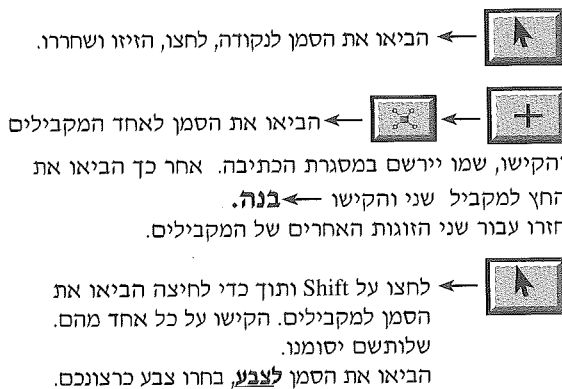 הביאו את הסמן לנקודה, לחצו, הזיזו ושחררו.
הביאו את הסמן לאחד המקבילים
והקישו, שמו יירשם במסגרת הכתיבה. אחר כך הביאו את
החץ למקביל שני והקישו בנה.
חזרו עבור שני הזוגות האחרים של המקבילים.
לחצו על Shift ותוך כדי לחיצה הביאו את
הסמן למקבילים. הקישו על כל אחד מהם.
שלושתם יסומנו.
הביאו את הסמן לצבע, בחרו צבע כרצונכם.